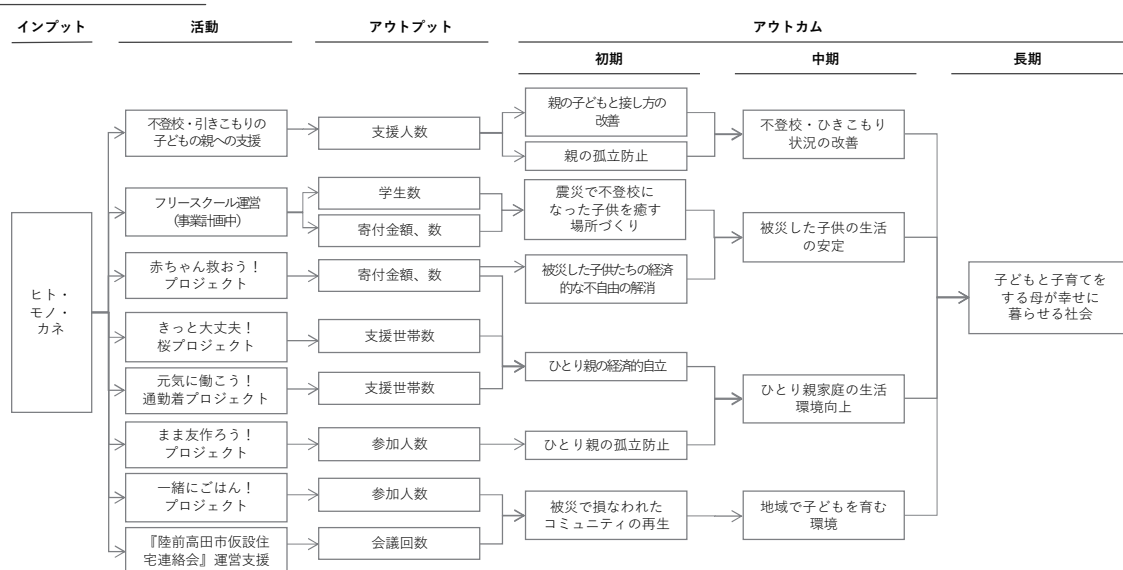 インプット
活動
アウトプット
アウトカム
初期
中期
長期
ヒト・
モノ・
カネ
不登校・引きこもりの
子どもの親への支援
フリースクール運営
(事業計画中)
赤ちゃん救おう！
プロジェクト
きっと大丈夫！
桜プロジェクト
元気に働こう！
通勤着プロジェクト
まま友作ろう！
プロジェクト
一緒にごはん！
プロジェクト
『陸前高田市仮設住
宅連絡会』運営支援
支援人数
学生数
寄付金額、数
寄付金額、数
支援世帯数
支援世帯数
参加人数
参加人数
会議回数
親の子どもと接し方の
改善
親の孤立防止
震災で不登校に
なった子供を癒す
場所づくり
被災した子供たちの経済
的な不自由の解消
ひとり親の経済的自立
ひとり親の孤立防止
被災で損なわれた
コミュニティの再生
不登校・ひきこもり
状況の改善
被災した子供の生活
の安定
ひとり親家庭の生活
環境向上
地域で子どもを育む
環境
子どもと子育てを
する母が幸せに
暮らせる社会